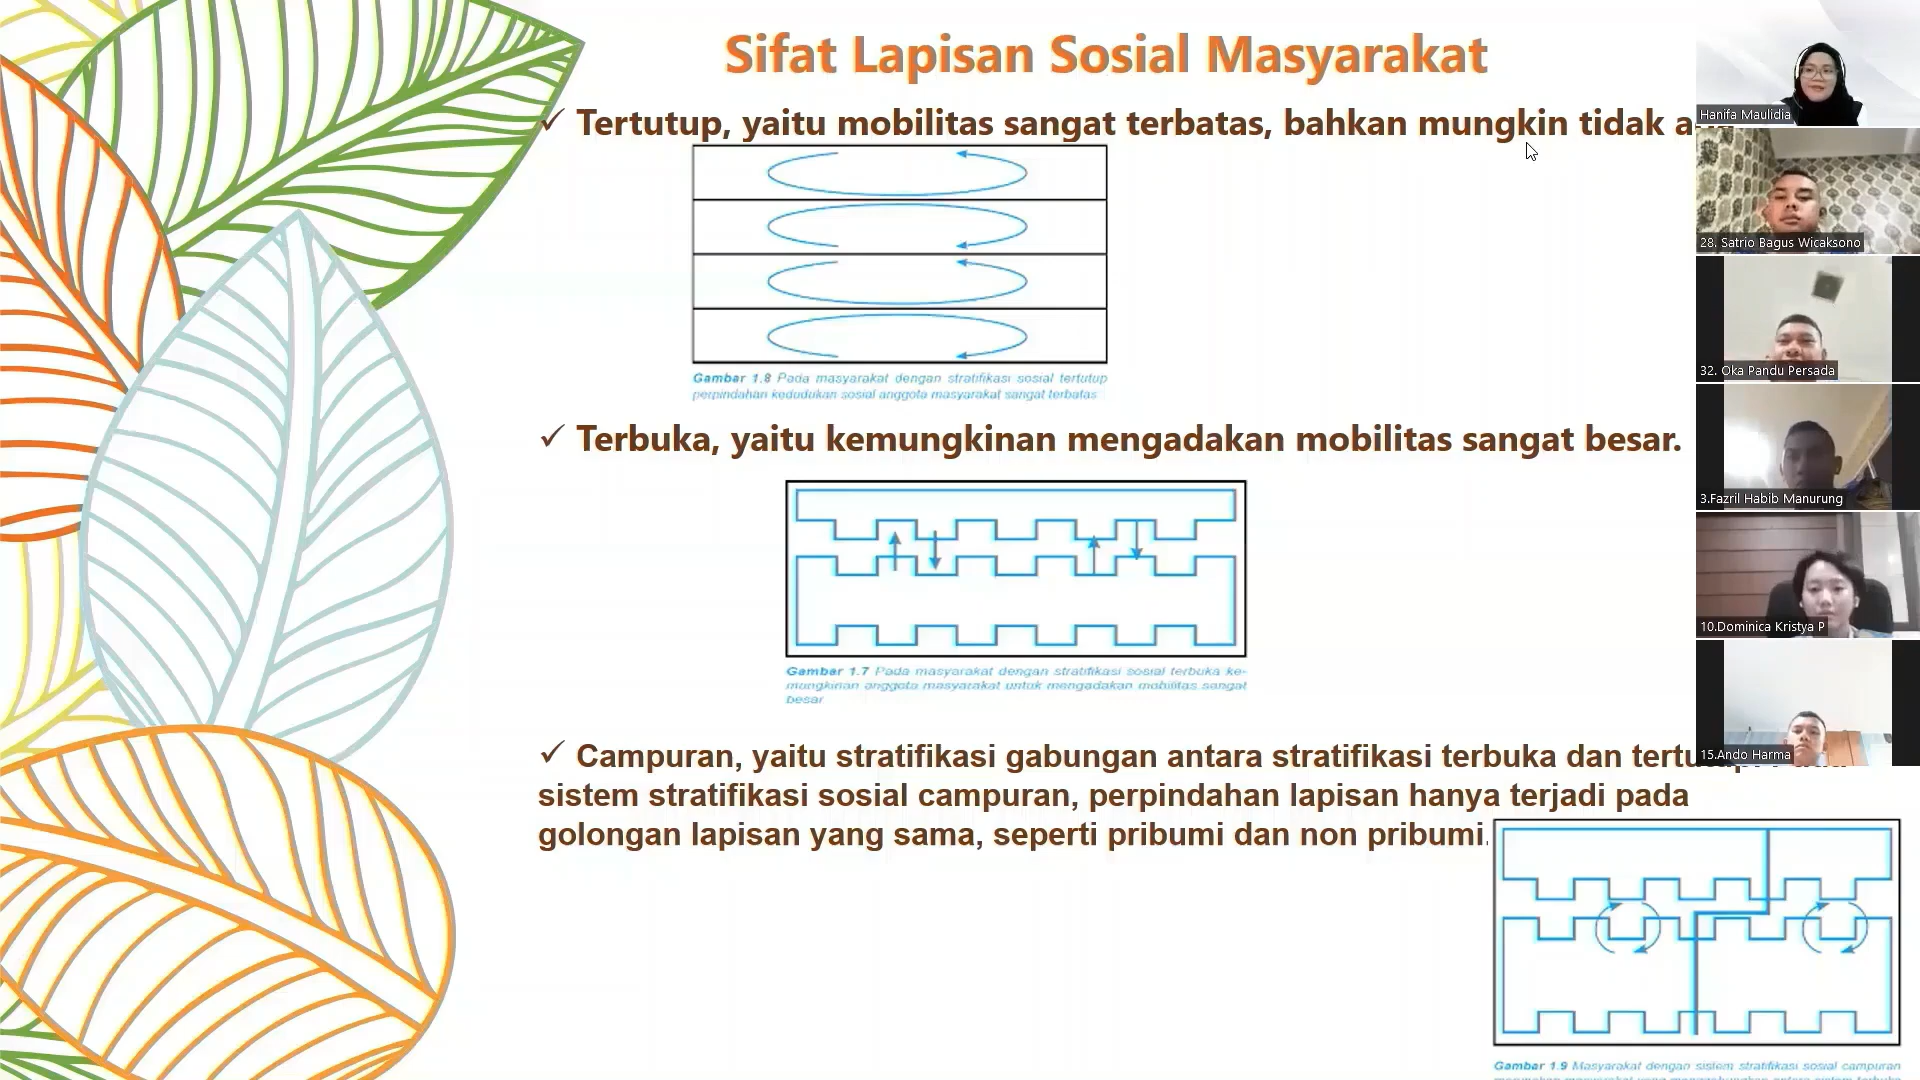 Sifat Lapisan Sosial Masyarakat
✓ Tertutup, yaitu mobilitas sangat terbatas, bahkan mungkin tidak
Gambar 1.8 Pada masyarakat dengan stratifikasi sosial tertutup
perpindahan kedudukan sosial anggota masyarakat sangat terbatas
✓ Terbuka, yaitu kemungkinan mengadakan mobilitas sangat besar.
Gambar 1.7 Pada masyarakat dengan stratifikasi sosial terbuka ke-
mungkinan anggota masyarakat untuk mengadakan mobilitas sangat
besar
✓ Campuran, yaitu stratifikasi gabungan antara stratifikasi terbuka dan
sistem stratifikasi sosial campuran, perpindahan lapisan hanya terjadi pada
golongan lapisan yang sama, seperti pribumi dan non pribumi.
Gambar 1.9 Masyarakat dengan sistem stratifikasi sosial campuran
Hanifa Maulidia
28. Satrio Bagus Wicaksono
32. Oka Pandu Persada
3.Fazril Habib Manurung
10.Dominica Kristya P
15.Ando Harma